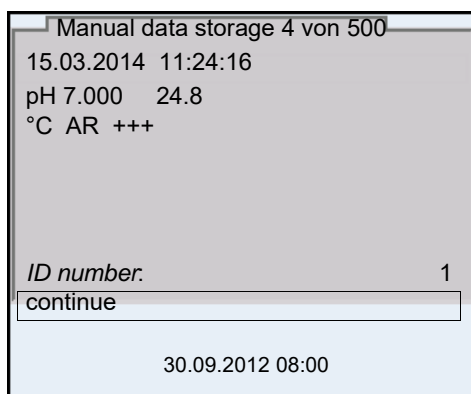 Manual data storage 4 von 500
15.03.2014 11:24:16
pH 7.000 24.8
°C AR +++
ID number: 1
continue
30.09.2012 08:00